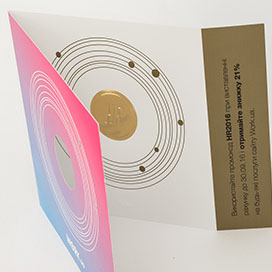 Використайте промокод HR2016 при виставленні
рахунку до 30.09.16 і отримайте знижку 21%
на будь-які послуги сайту Work.ua.